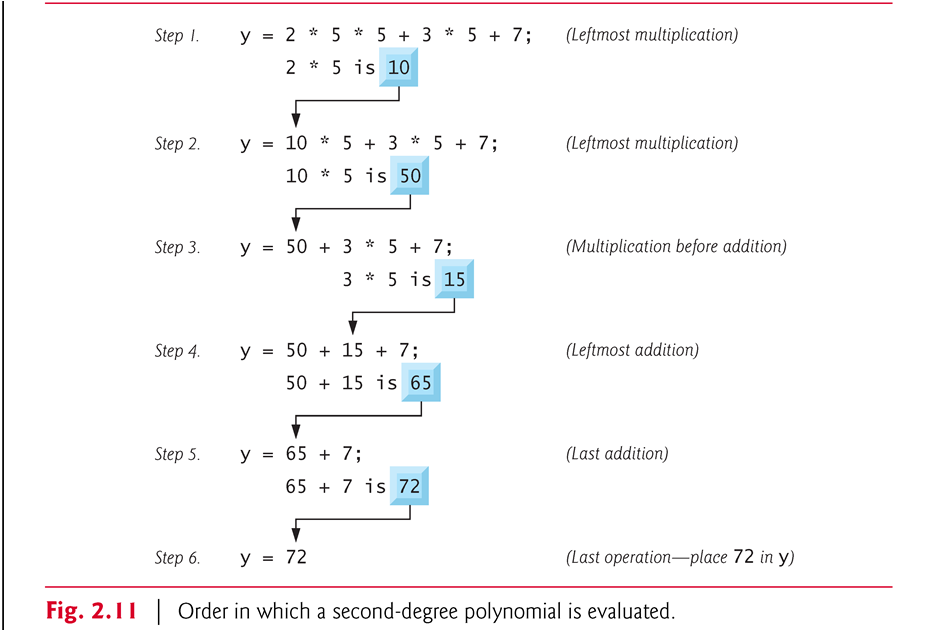 Step 1. y = 2 * 5 * 5 + 3 * 5 + 7; (Leftmost multiplication)
2 * 5 is 10
Step 2. y = 10 * 5 + 3 * 5 + 7; (Leftmost multiplication)
10 * 5 is 50
Step 3. y = 50 + 3 * 5 + 7; (Multiplication before addition)
3 * 5 is 15
Step 4. y = 50 + 15 + 7; (Leftmost addition)
50 + 15 is 65
Step 5. y = 65 + 7; (Last addition)
65 + 7 is 72
Step 6. y = 72 (Last operation—place 72 in y)
Fig. 2.11 | Order in which a second-degree polynomial is evaluated.